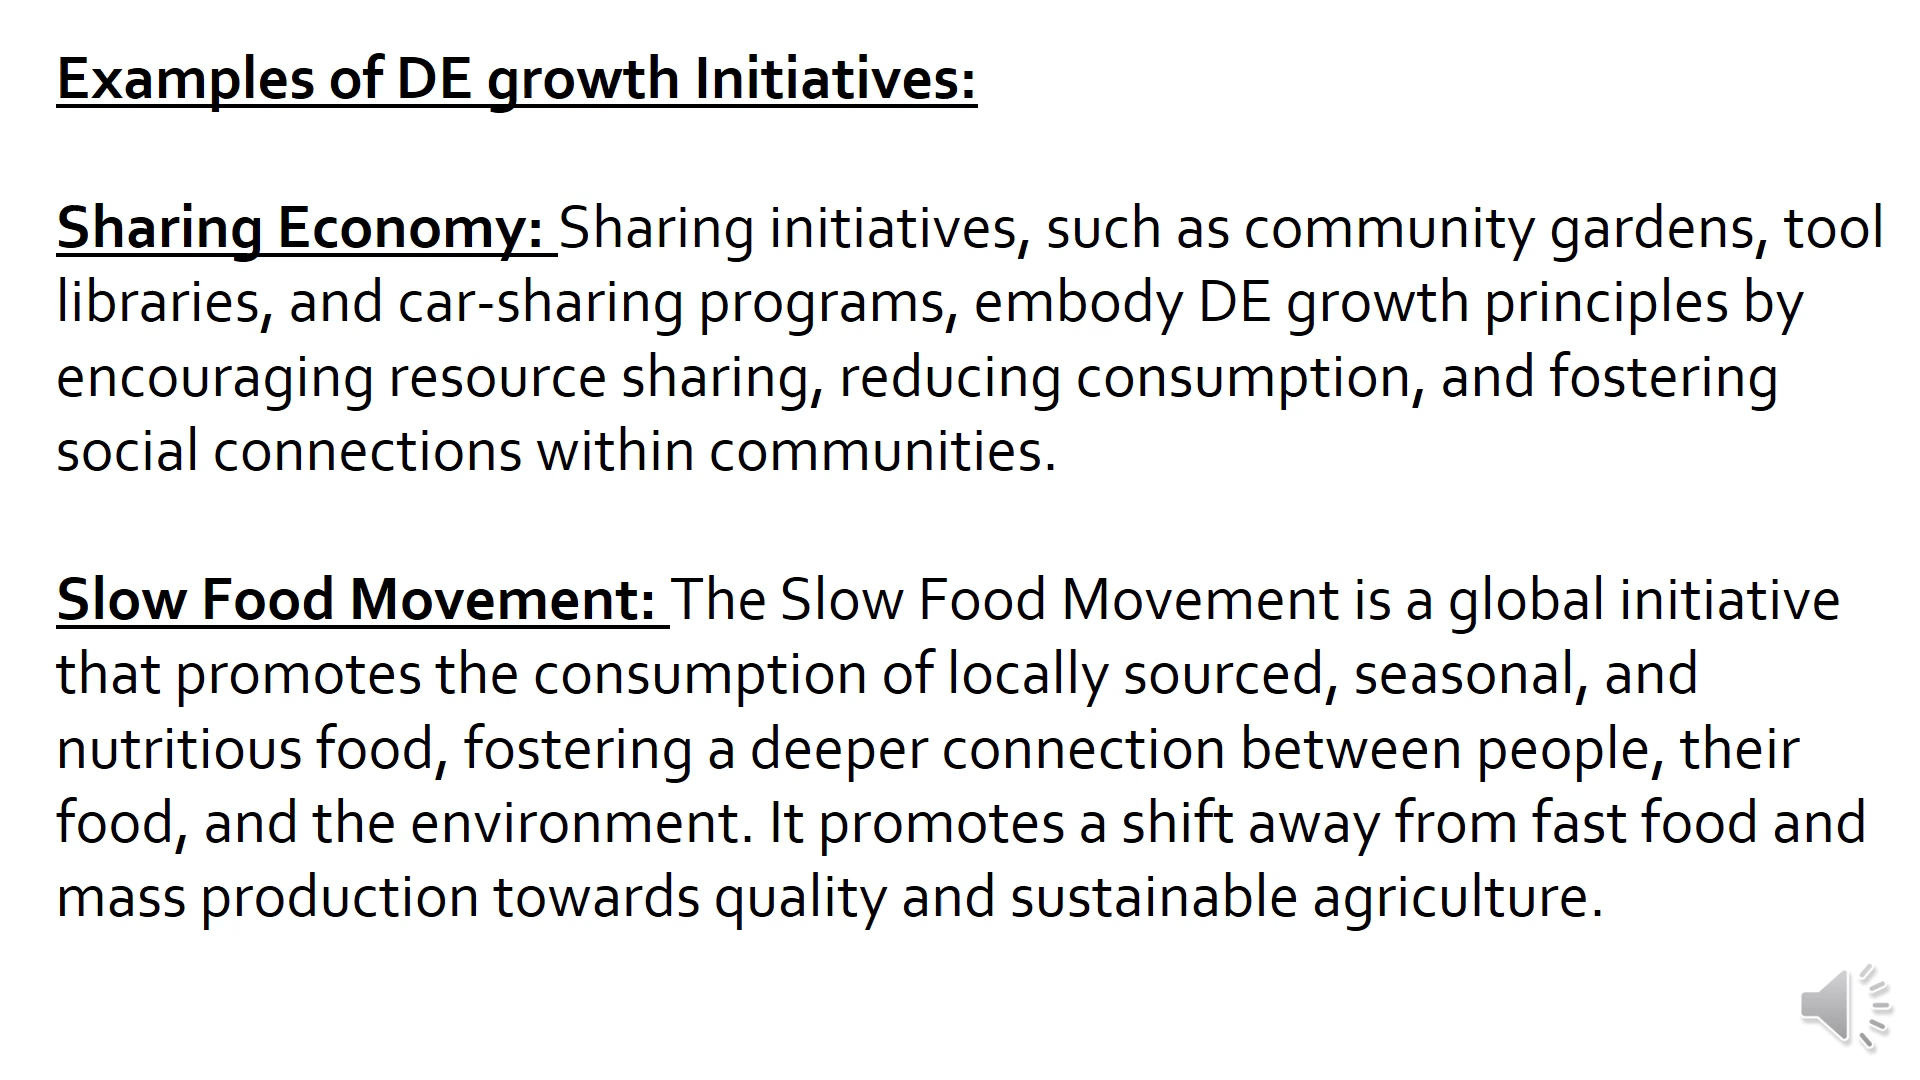 Examples of DE growth Initiatives:
Sharing Economy: Sharing initiatives, such as community gardens, tool
libraries, and car-sharing programs, embody DE growth principles by
encouraging resource sharing, reducing consumption, and fostering
social connections within communities.
Slow Food Movement: The Slow Food Movement is a global initiative
that promotes the consumption of locally sourced, seasonal, and
nutritious food, fostering a deeper connection between people, their
food, and the environment. It promotes a shift away from fast food and
mass production towards quality and sustainable agriculture.